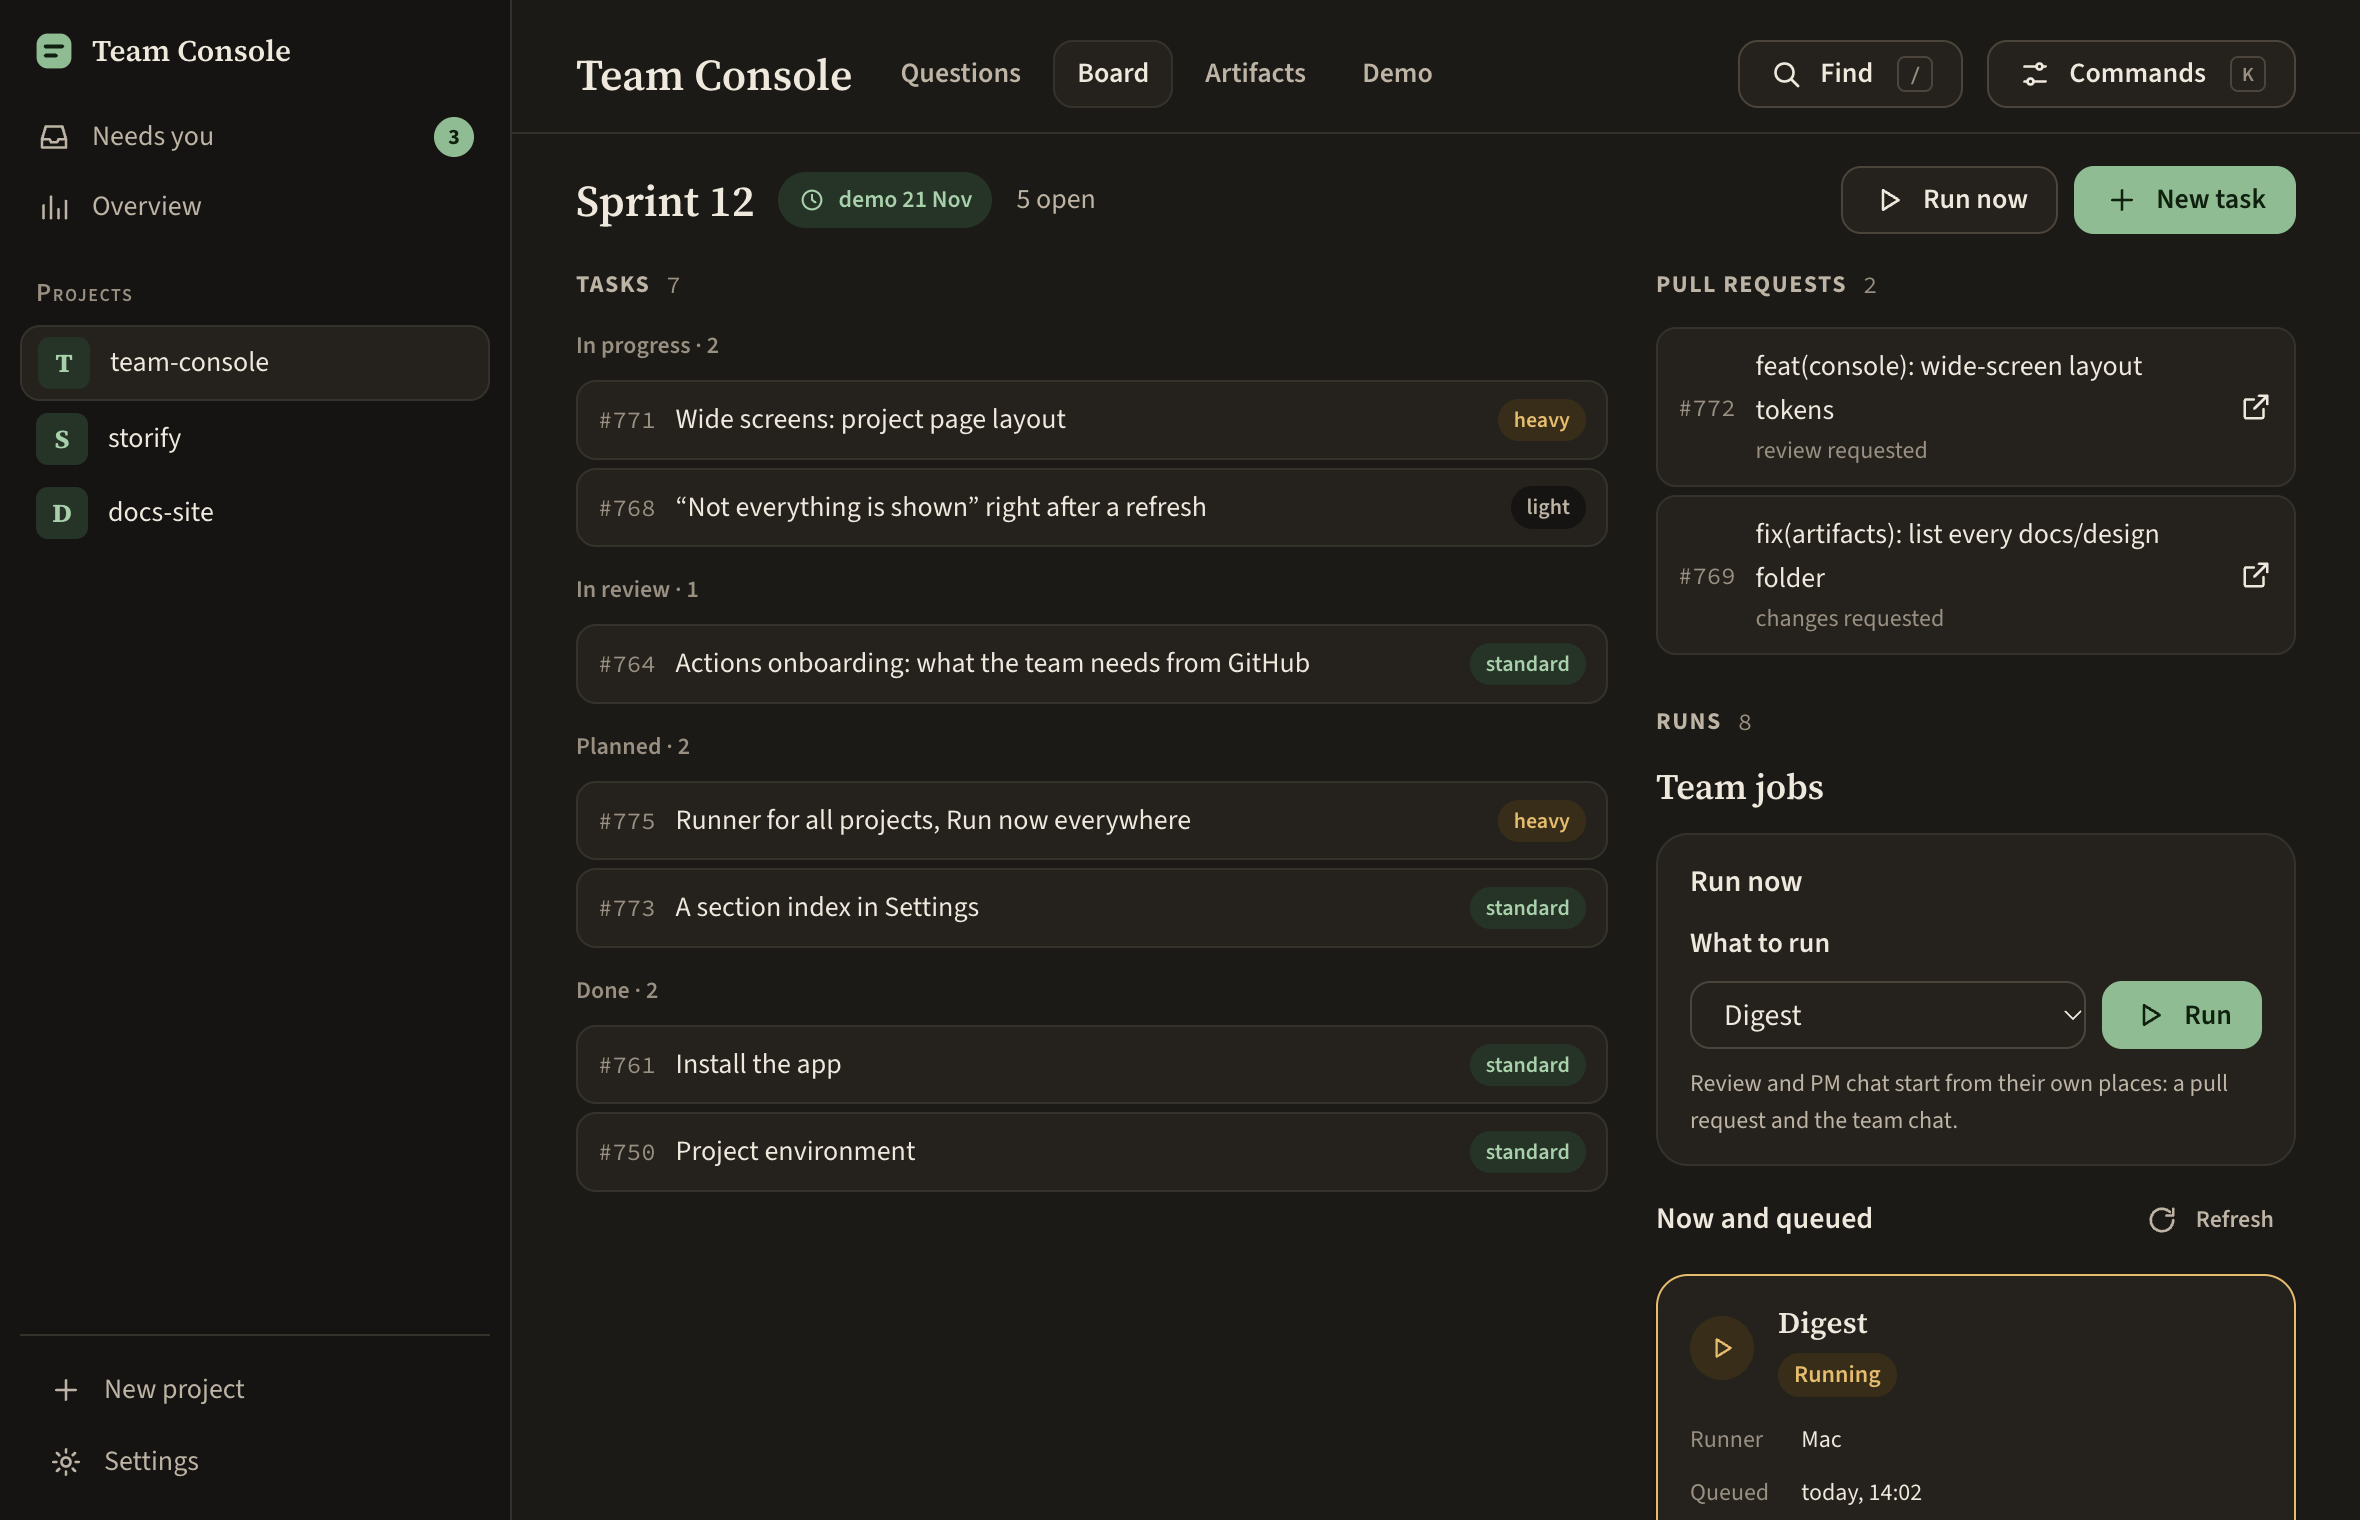 Team Console
Needs you 3
Overview
Projects
T team-console
S storify
D docs-site
New project
Settings
Team Console Questions Board Artifacts Demo Find / Commands K
Sprint 12 demo 21 Nov 5 open Run now New task
TASKS 7
In progress · 2
#771 Wide screens: project page layout heavy
#768 “Not everything is shown” right after a refresh light
In review · 1
#764 Actions onboarding: what the team needs from GitHub standard
Planned · 2
#775 Runner for all projects, Run now everywhere heavy
#773 A section index in Settings standard
Done · 2
#761 Install the app standard
#750 Project environment standard
PULL REQUESTS 2
feat(console): wide-screen layout
#772 tokens
review requested
fix(artifacts): list every docs/design
#769 folder
changes requested
RUNS 8
Team jobs
Run now
What to run
Digest Run
Review and PM chat start from their own places: a pull
request and the team chat.
Now and queued Refresh
Digest
Running
Runner Mac
Queued today, 14:02